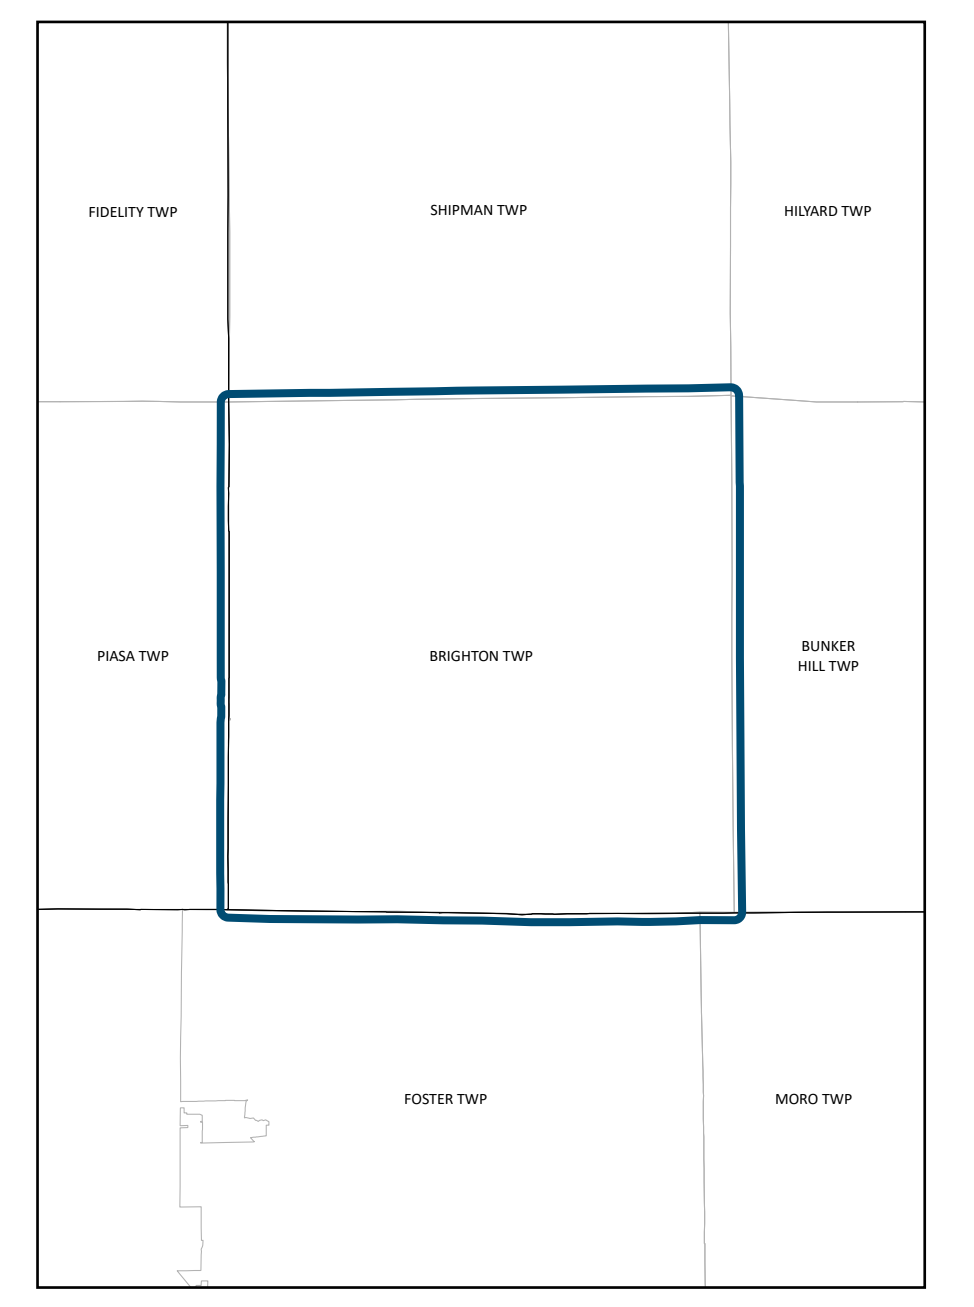 FIDELITY TWP
SHIPMAN TWP
HILYARD TWP
PIASA TWP
BRIGHTON TWP
BUNKER
HILL TWP
FOSTER TWP
MORO TWP